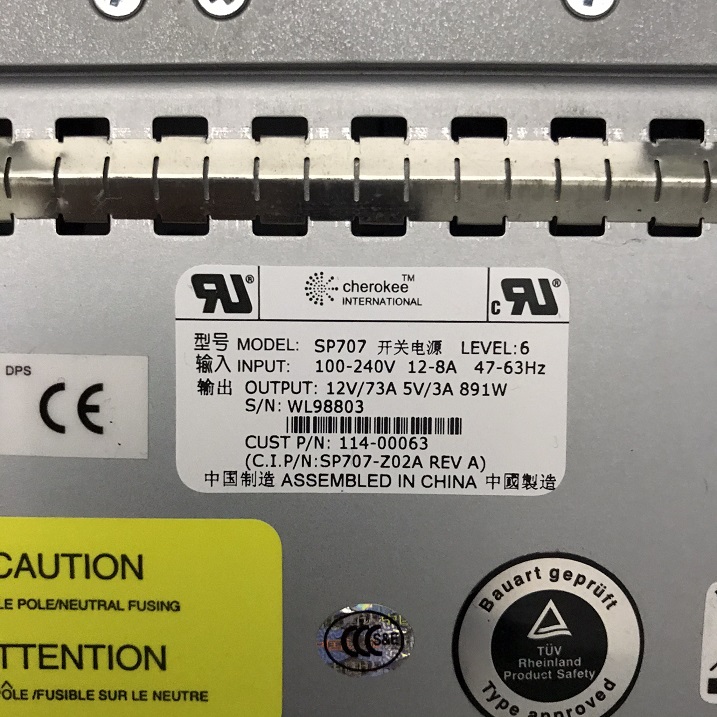 cherokee™
INTERNATIONAL
型号 MODEL: SP707 开关电源 LEVEL:6
输入 INPUT: 100-240V 12-8A 47-63Hz
输出 OUTPUT: 12V/73A 5V/3A 891W
S/N: WL98803
CUST P/N: 114-00063
(C.I.P/N:SP707-Z02A REV A)
中国制造 ASSEMBLED IN CHINA 中國製造
DPS
CE
CAUTION
LE POLE/NEUTRAL FUSING
TTENTION
PÔLE /FUSIBLE SUR LE NEUTRE
CCC S&E
Bauart geprüft
TÜV
Rheinland
Product Safety
Type approved